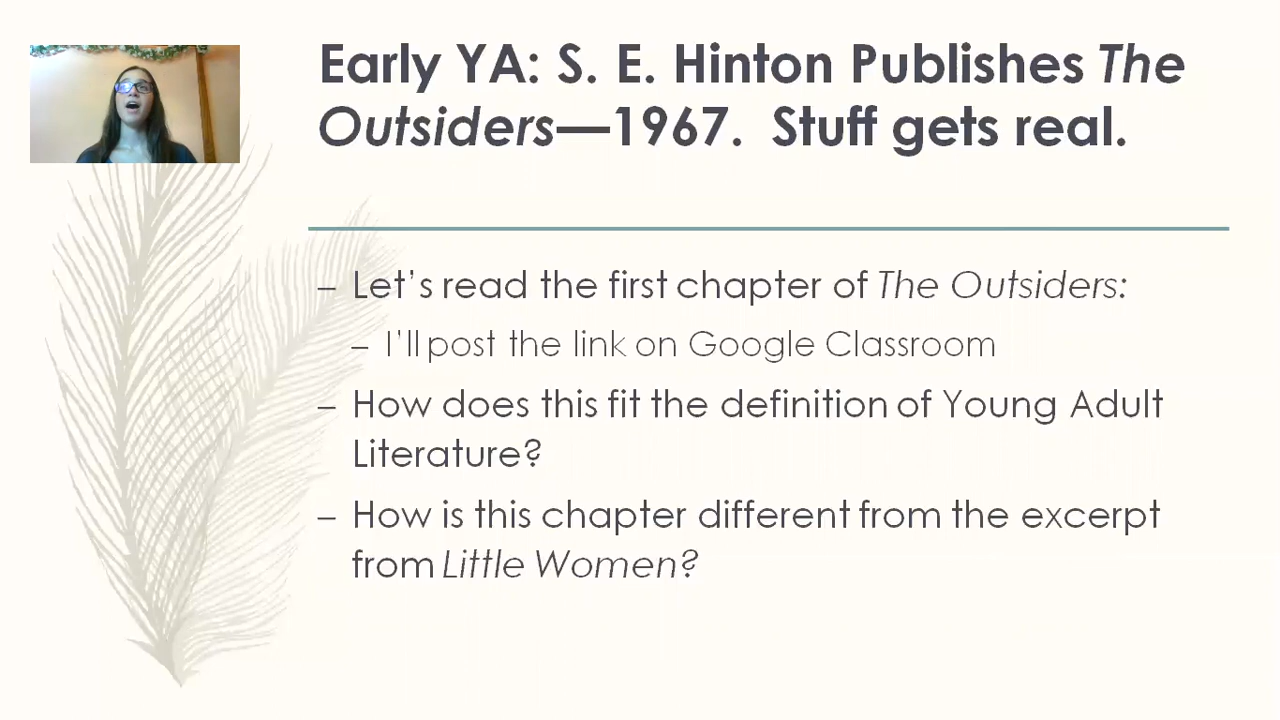 Early YA: S. E. Hinton Publishes The
Outsiders—1967. Stuff gets real.
– Let's read the first chapter of The Outsiders:
– I'll post the link on Google Classroom
– How does this fit the definition of Young Adult
Literature?
– How is this chapter different from the excerpt
from Little Women?